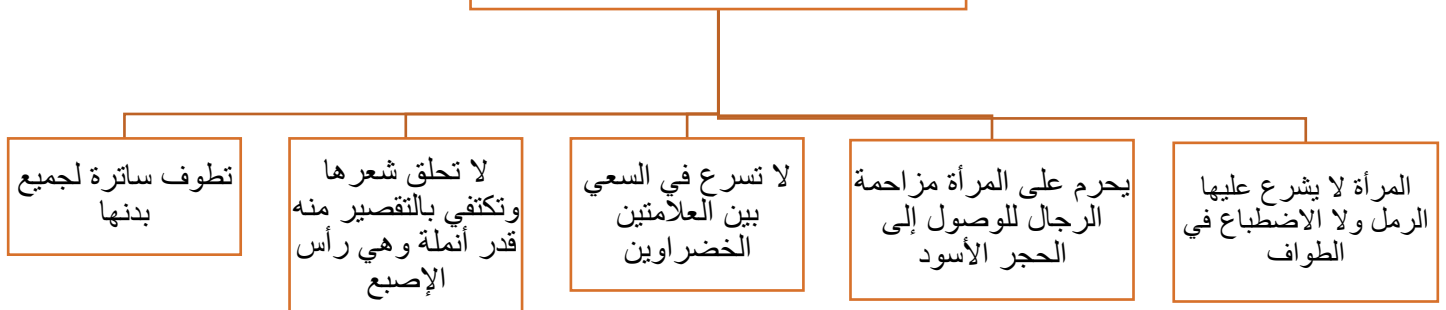 المرأة لا يشرع عليها
الرمل ولا الاضطباع في
الطواف
يحرم على المرأة مزاحمة
الرجال للوصول إلى
الحجر الأسود
لا تسرع في السعي
بين العلامتين
الخضراوين
لا تحلق شعرها
وتكتفي بالتقصير منه
قدر أنملة وهي رأس
الإصبع
تطوف ساترة لجميع
بدنها